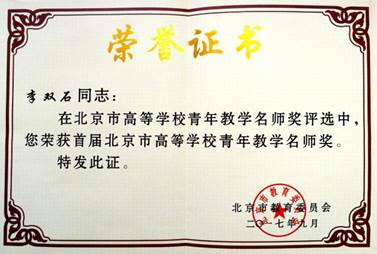 荣誉证书
李双石同志：
在北京市高等学校青年教学名师奖评选中，
您荣获首届北京市高等学校青年教学名师奖。
特发此证。
北京市教育委员会
二〇一七年九月